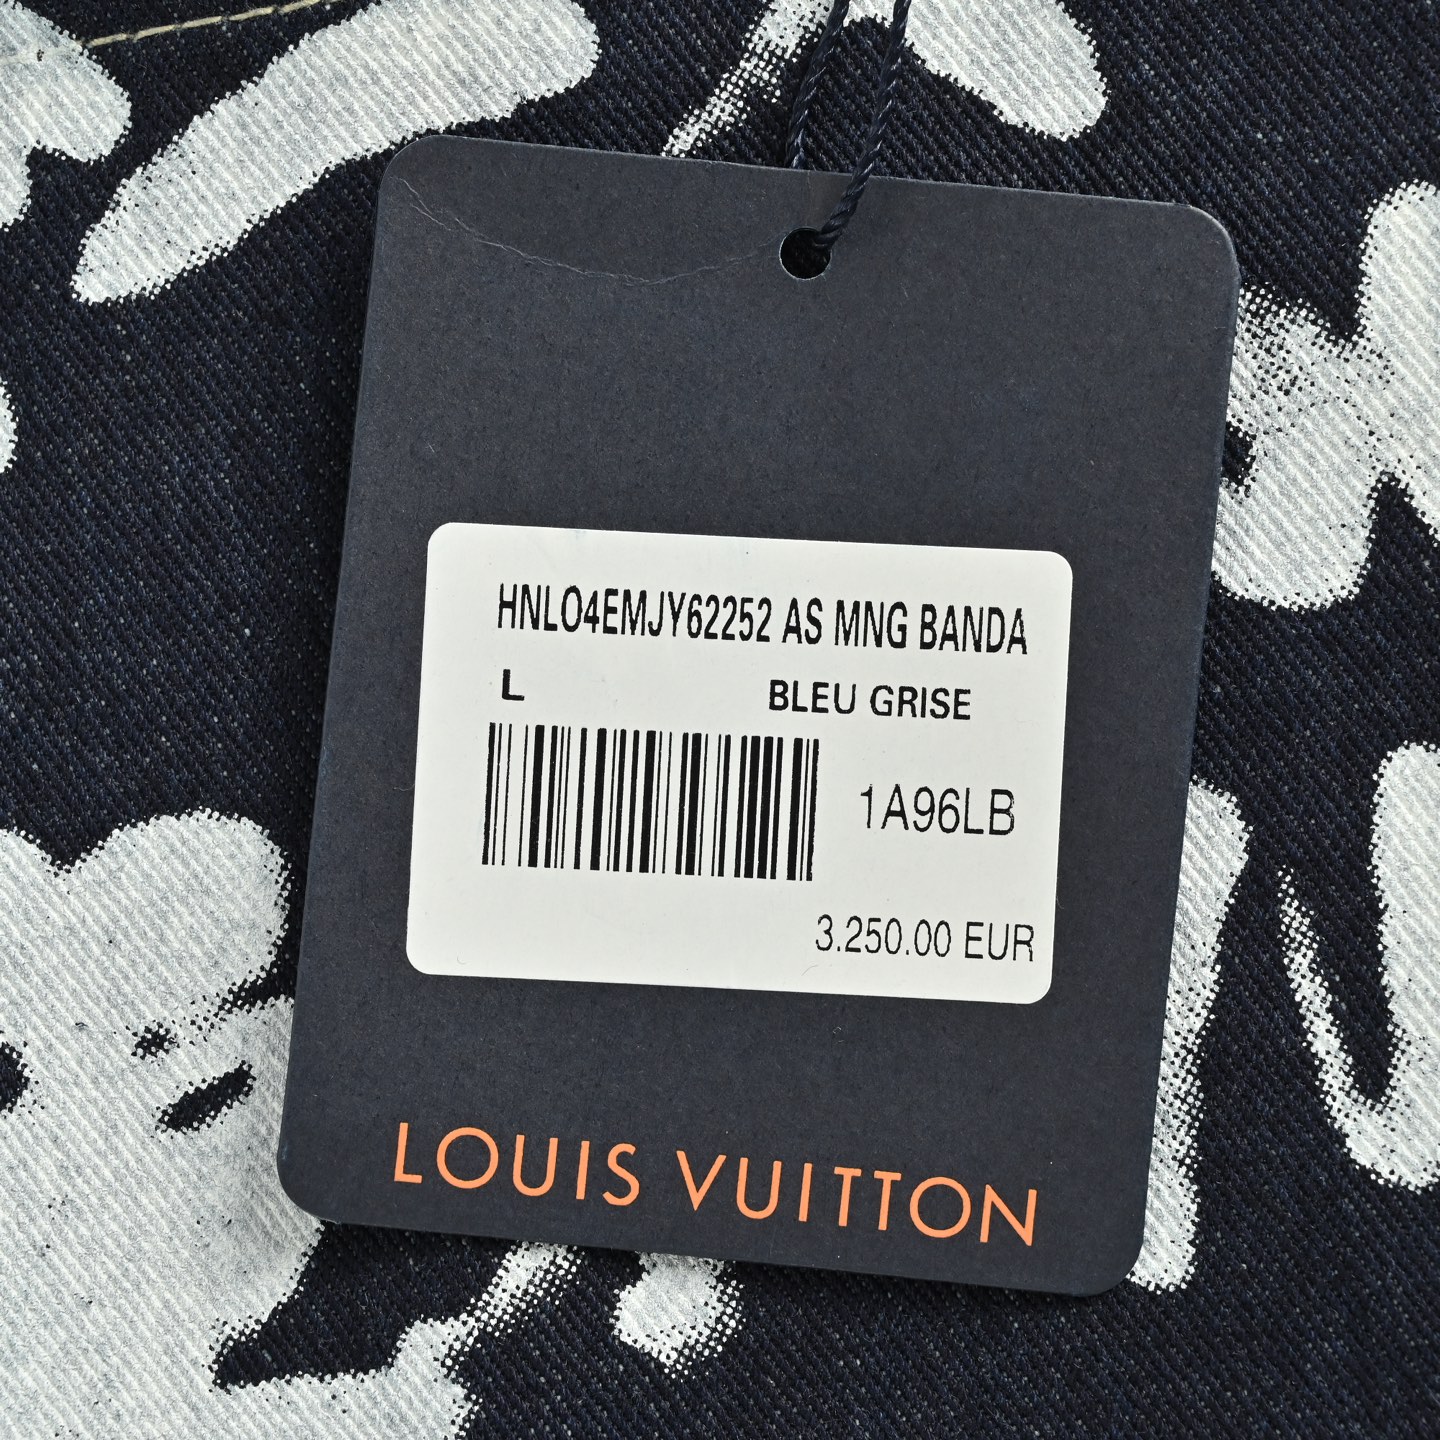 HNLO4EMJY62252 AS MNG BANDA
L BLEU GRISE
1A96LB
3.250.00 EUR
LOUIS VUITTON